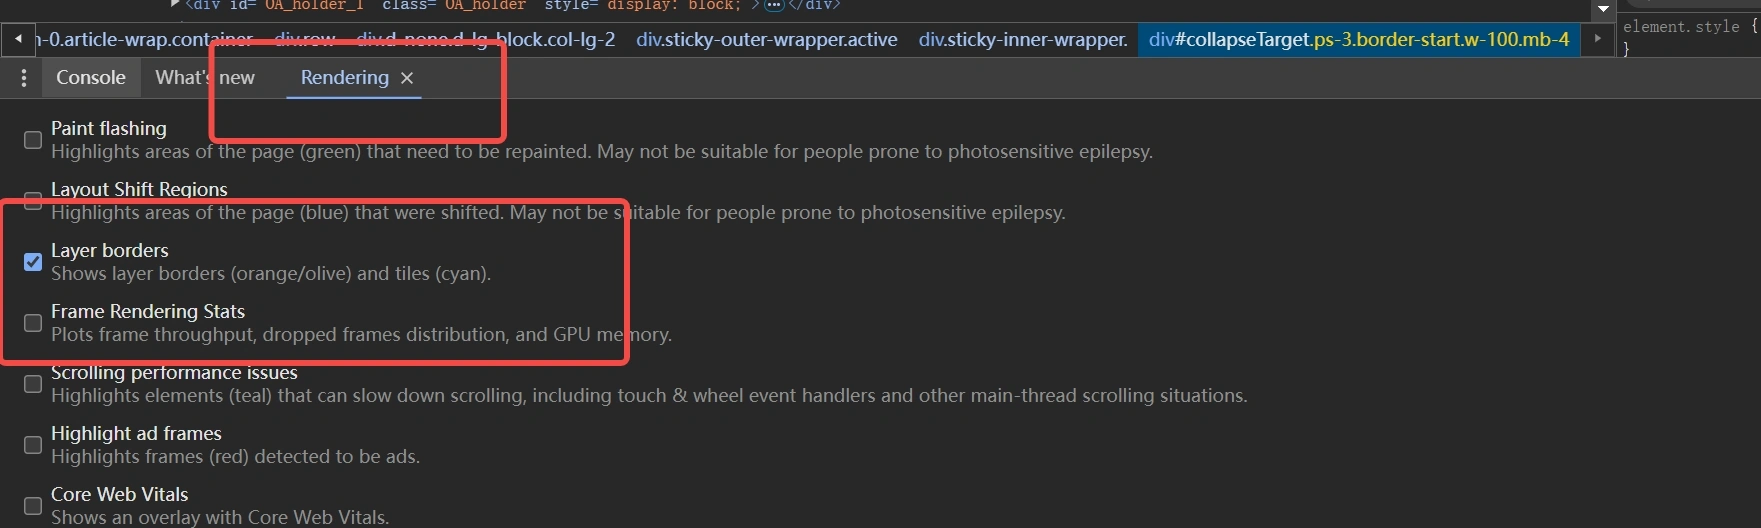 <div id="OA_holder_1" class="OA_holder" style="display: block;">…</div>
n-0.article-wrap.container div.row div.d-none.d-lg-block.col-lg-2 div.sticky-outer-wrapper.active div.sticky-inner-wrapper. div#collapseTarget.ps-3.border-start.w-100.mb-4
element.style {
}
Console What's new Rendering ×
Paint flashing
Highlights areas of the page (green) that need to be repainted. May not be suitable for people prone to photosensitive epilepsy.
Layout Shift Regions
Highlights areas of the page (blue) that were shifted. May not be suitable for people prone to photosensitive epilepsy.
Layer borders
Shows layer borders (orange/olive) and tiles (cyan).
Frame Rendering Stats
Plots frame throughput, dropped frames distribution, and GPU memory.
Scrolling performance issues
Highlights elements (teal) that can slow down scrolling, including touch & wheel event handlers and other main-thread scrolling situations.
Highlight ad frames
Highlights frames (red) detected to be ads.
Core Web Vitals
Shows an overlay with Core Web Vitals.